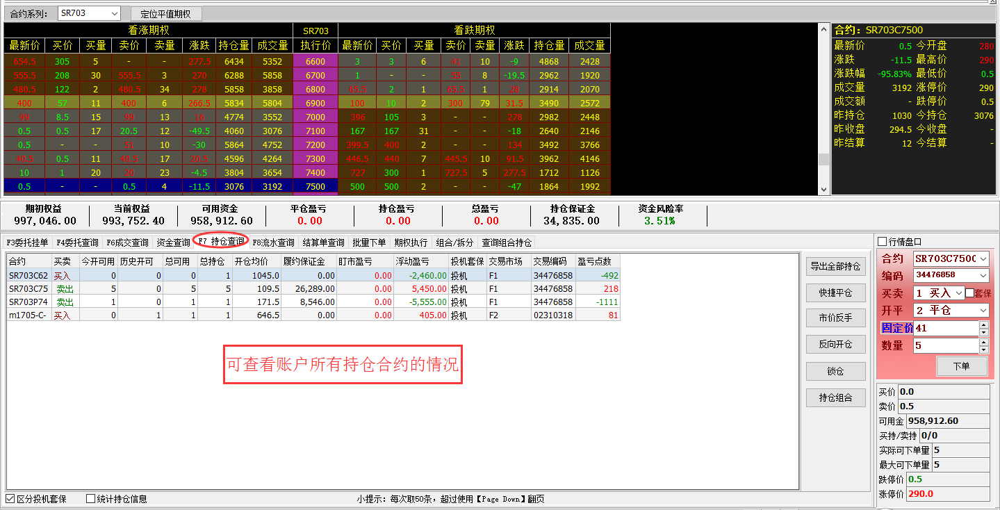 合约系列: SR703 定位平值期权
看涨期权 SR703 看跌期权
最新价 买价 买量 卖价 卖量 涨跌 持仓量 成交量 执行价 最新价 买价 买量 卖价 卖量 涨跌 持仓量 成交量
654.5 305 5 - - 277.5 6434 5352 6600 3 3 6 41 10 -9 4868 2428
555.5 208 30 555.5 3 270 6288 5858 6700 1 - - 55 8 -19.5 2962 1920
480.5 122 2 480.5 34 278 5858 3858 6800 65.5 2 1 65.5 1 28 2914 2070
400 57 11 400 6 266.5 5834 5804 6900 100 10 2 300 79 31.5 3490 2572
99 8.5 15 99 13 16 4774 3552 7000 396 105 3 - - 278 2982 2448
0.5 0.5 17 20.5 12 -49.5 4060 3076 7100 167 167 31 - - -18 2640 2146
0.5 - - 51 10 -30 5864 4752 7200 399.5 400 2 - - 134 3492 3766
40.5 0.5 11 40.5 17 20.5 4596 4264 7300 446.5 440 7 445.5 10 91.5 3962 4146
10 1 20 20 23 -4.5 3804 3654 7400 727 300 1 727.5 5 277.5 1712 1126
0.5 - - 0.5 4 -11.5 3076 3192 7500 500 500 2 - - -47 1864 1992
合约: SR703C7500
最新价 0.5 今开盘 280
涨跌 -11.5 最高价 290
涨跌幅 -95.83% 最低价 0.5
成交量 3192 涨停价 290
成交额 - 跌停价 0.5
昨持仓 1030 今持仓 3076
昨收盘 294.5 今收盘 -
昨结算 12 今结算 -
期初权益 当前权益 可用资金 平仓盈亏 持仓盈亏 总盈亏 持仓保证金 资金风险率
997,046.00 993,752.40 958,912.60 0.00 0.00 0.00 34,835.00 3.51%
F3委托挂单 F4委托查询 F6成交查询 资金查询 F7 持仓查询 F8流水查询 结算单查询 批量下单 期权执行 组合/拆分 查询组合持仓
合约 买卖 今开可用 历史开可 总可用 总持仓 开仓均价 履约保证金 盯市盈亏 浮动盈亏 投机套保 交易市场 交易编码 盈亏点数
SR703C62 买入 0 0 0 1 1045.0 0.00 0.00 -2,460.00 投机 F1 34476858 -492
SR703C75 卖出 5 0 5 5 109.5 26,289.00 0.00 5,450.00 投机 F1 34476858 218
SR703P74 卖出 1 0 1 1 171.5 8,546.00 0.00 -5,555.00 投机 F1 34476858 -1111
m1705-C- 买入 0 1 1 1 646.5 0.00 0.00 405.00 投机 F2 02310318 81
可查看账户所有持仓合约的情况
导出全部持仓
快捷平仓
市价反手
反向开仓
锁仓
持仓组合
行情盘口
合约 SR703C7500
编码 34476858
买卖 1 买入 套保
开平 2 平仓
固定价 41
数量 5
下单
买价 0.0
卖价 0.5
可用金 958,912.60
买持/卖持 0/0
实际可下单量 5
最大可下单量 5
跌停价 0.5
涨停价 290.0
区分投机套保 统计持仓信息 小提示: 每次取50条, 超过使用【Page Down】翻页